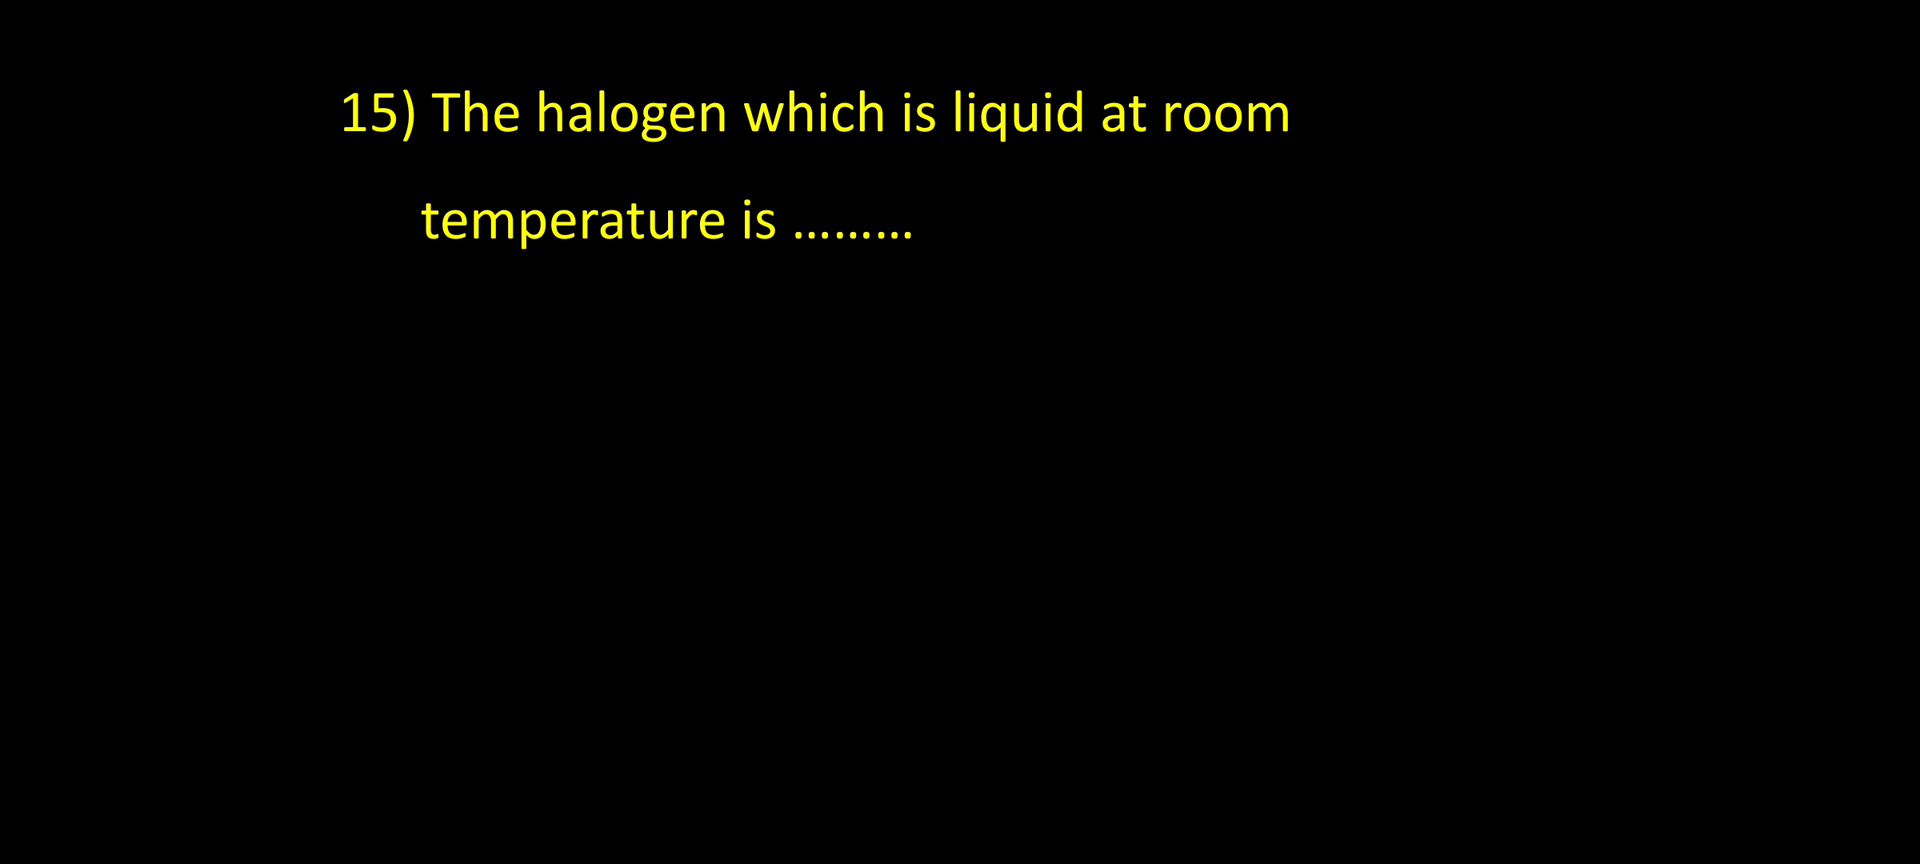 15) The halogen which is liquid at room
temperature is ………